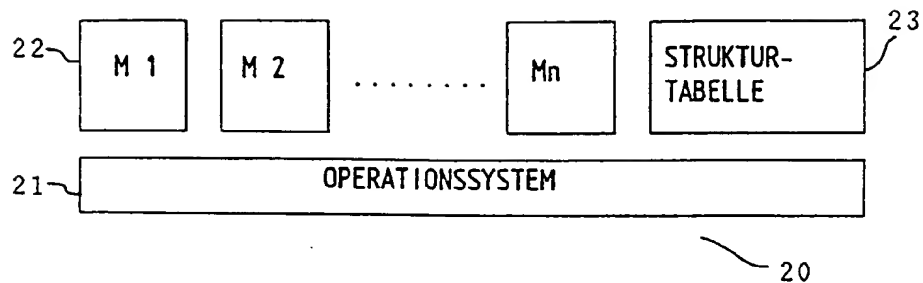 22
M 1
M 2
........
Mn
STRUKTUR-
TABELLE
23
21
OPERATIONSSYSTEM
20